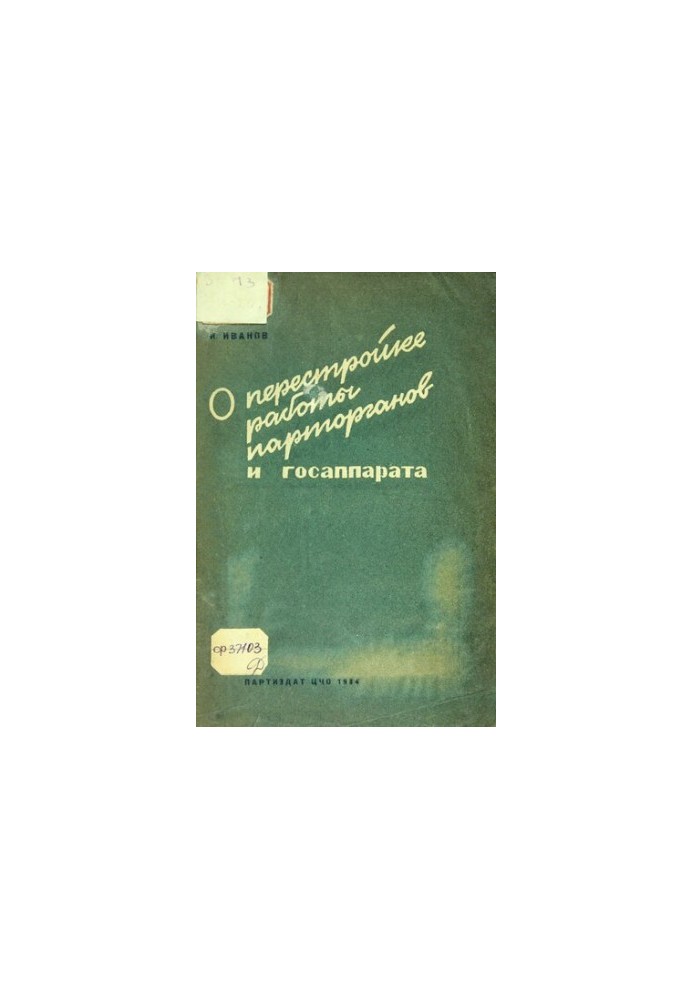 И. ИВАНОВ
О перестройке
работы
парторганов
и госаппарата
ср37103
Ф
ПАРТИЗДАТ ЦЧО 1934